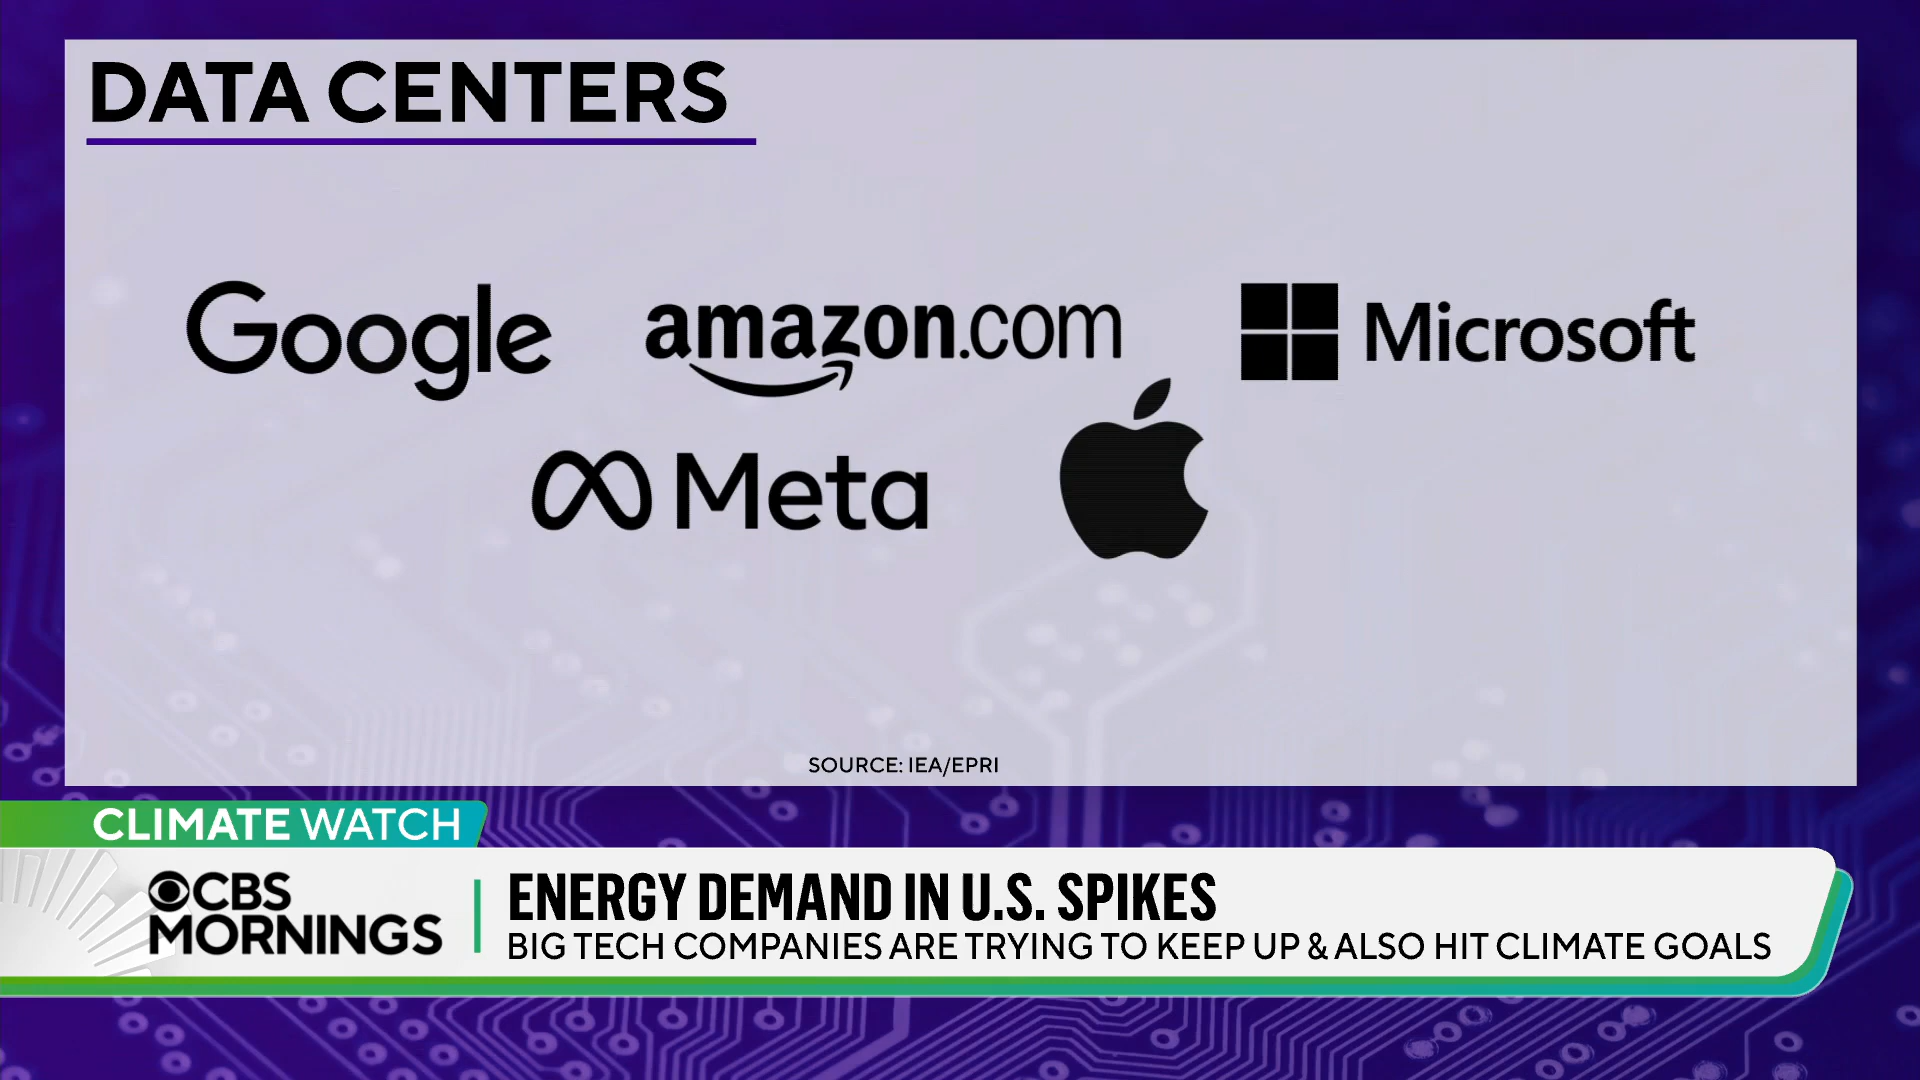 DATA CENTERS
Google
amazon.com
Microsoft
Meta
SOURCE: IEA/EPRI
CLIMATE WATCH
CBS
MORNINGS
ENERGY DEMAND IN U.S. SPIKES
BIG TECH COMPANIES ARE TRYING TO KEEP UP & ALSO HIT CLIMATE GOALS